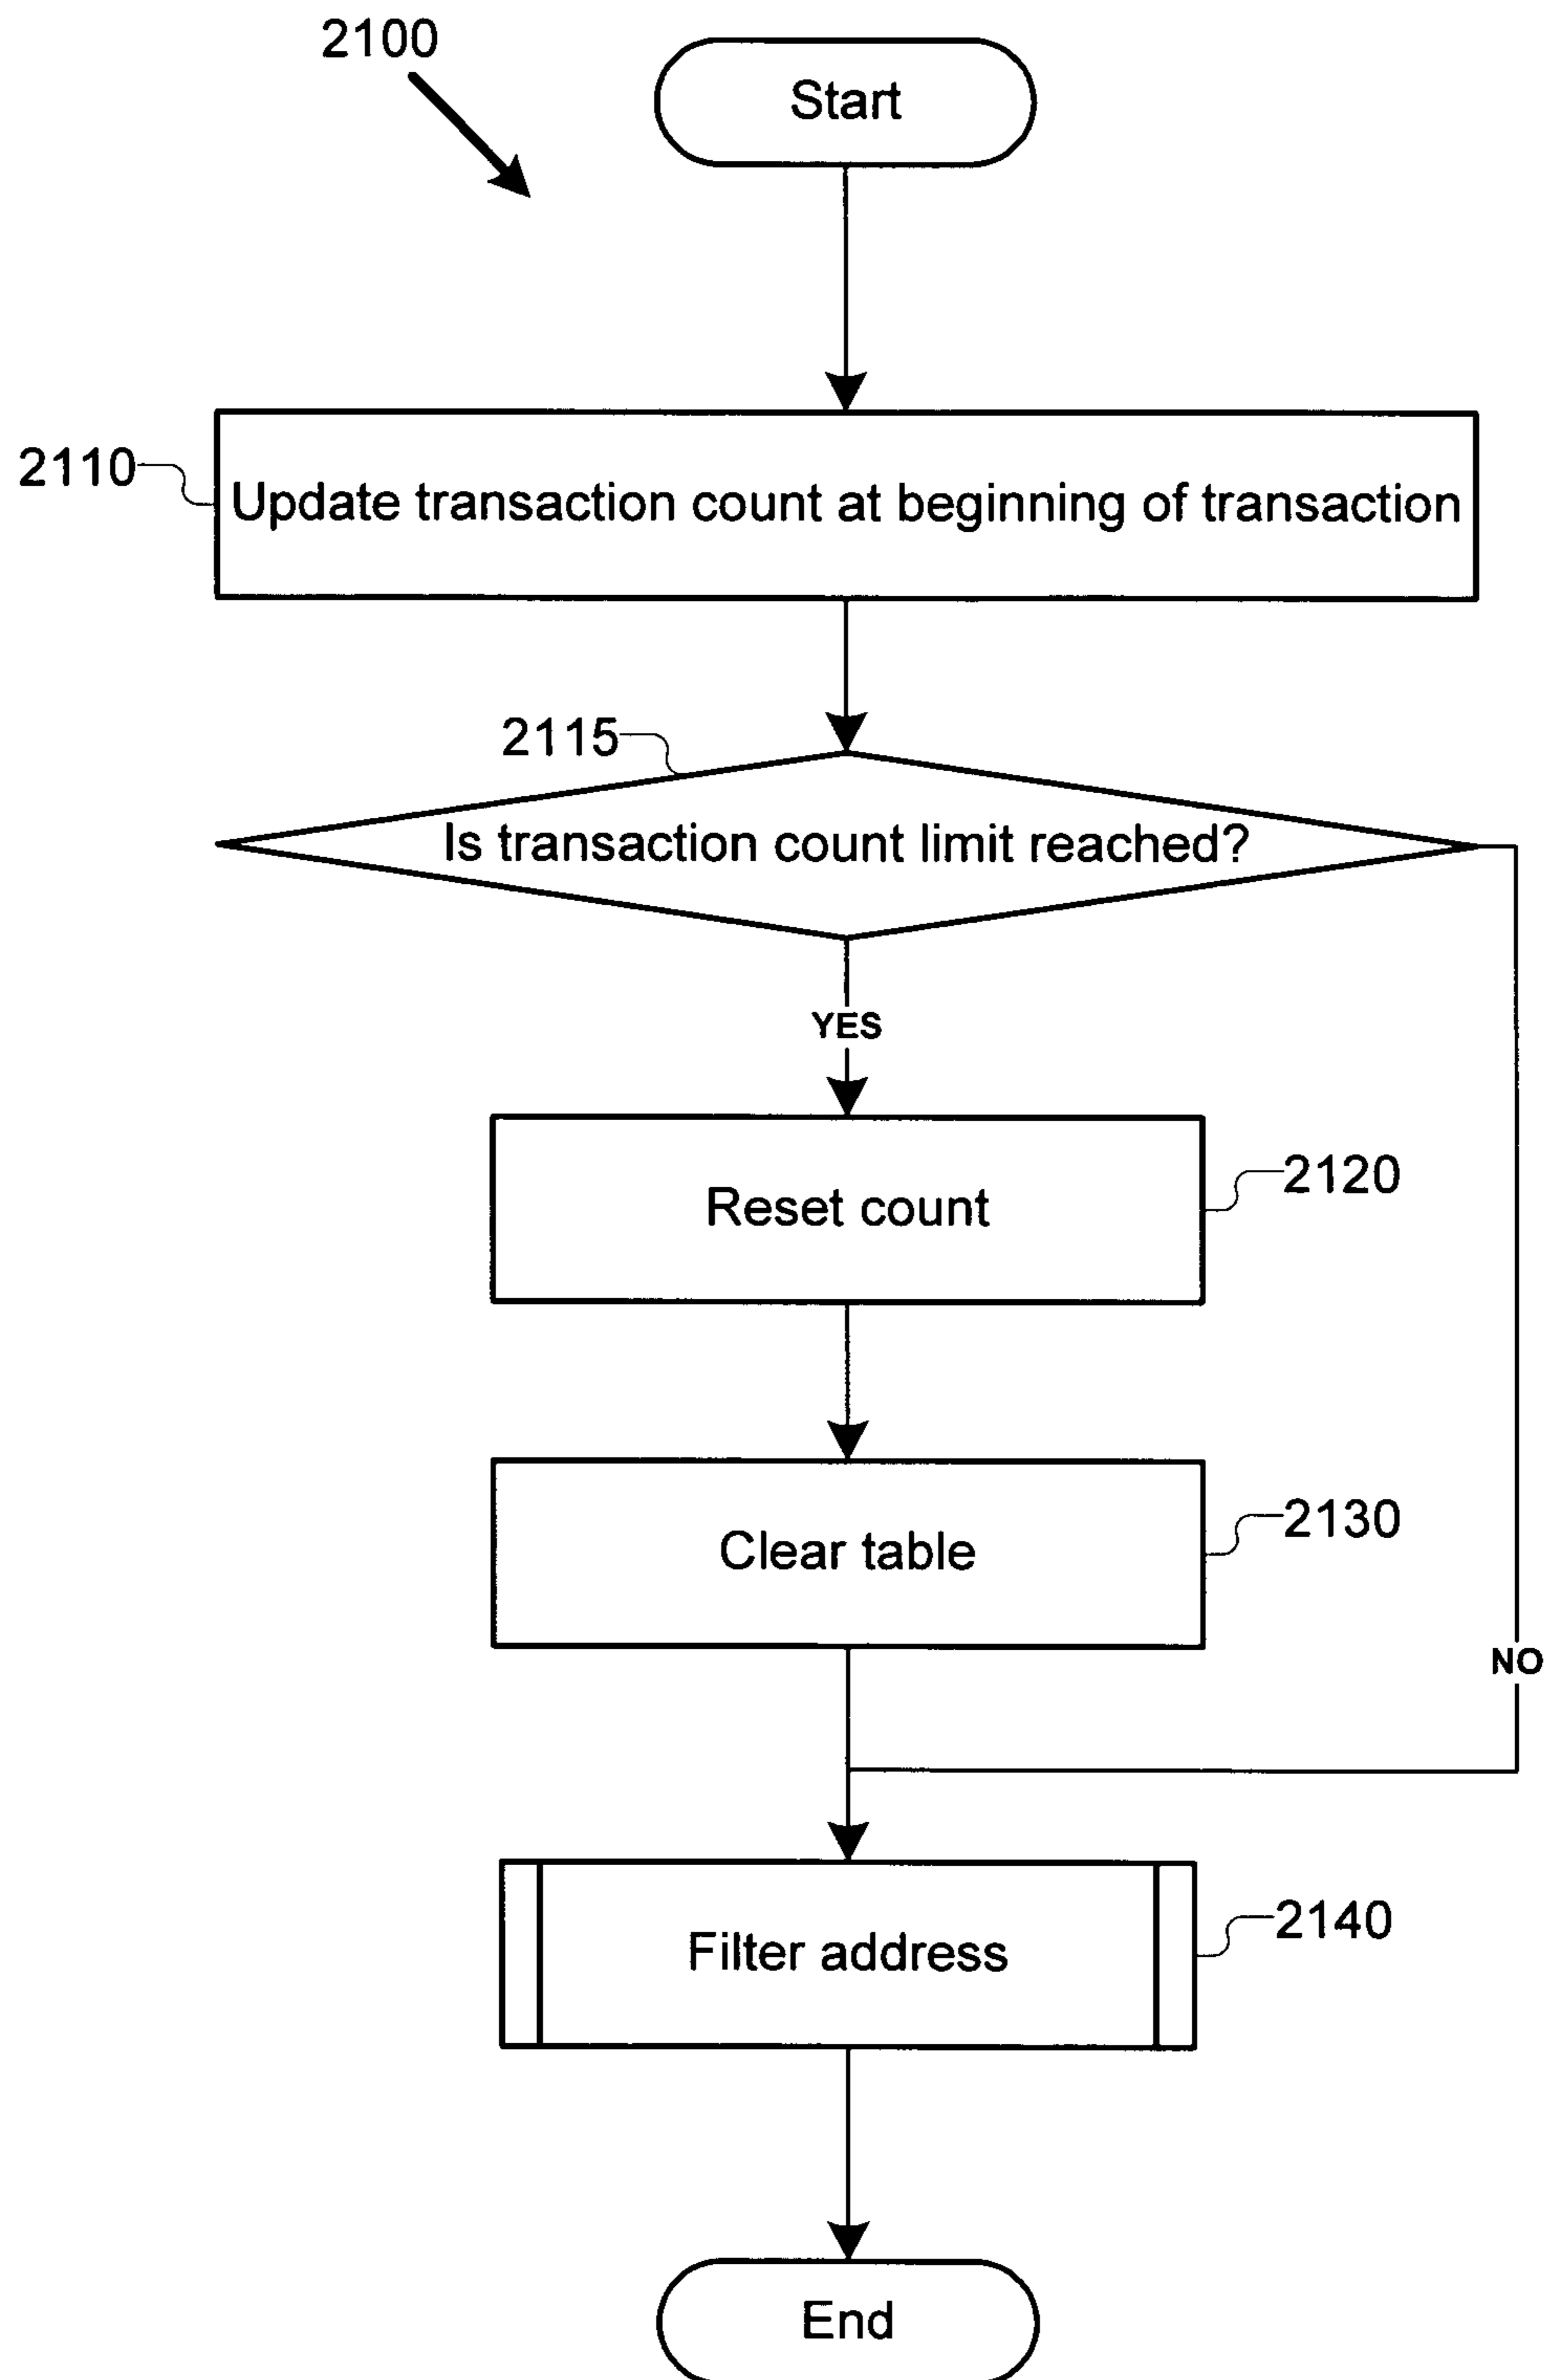 2100
Start
2110
Update transaction count at beginning of transaction
2115
Is transaction count limit reached?
YES
Reset count
2120
Clear table
2130
NO
Filter address
2140
End